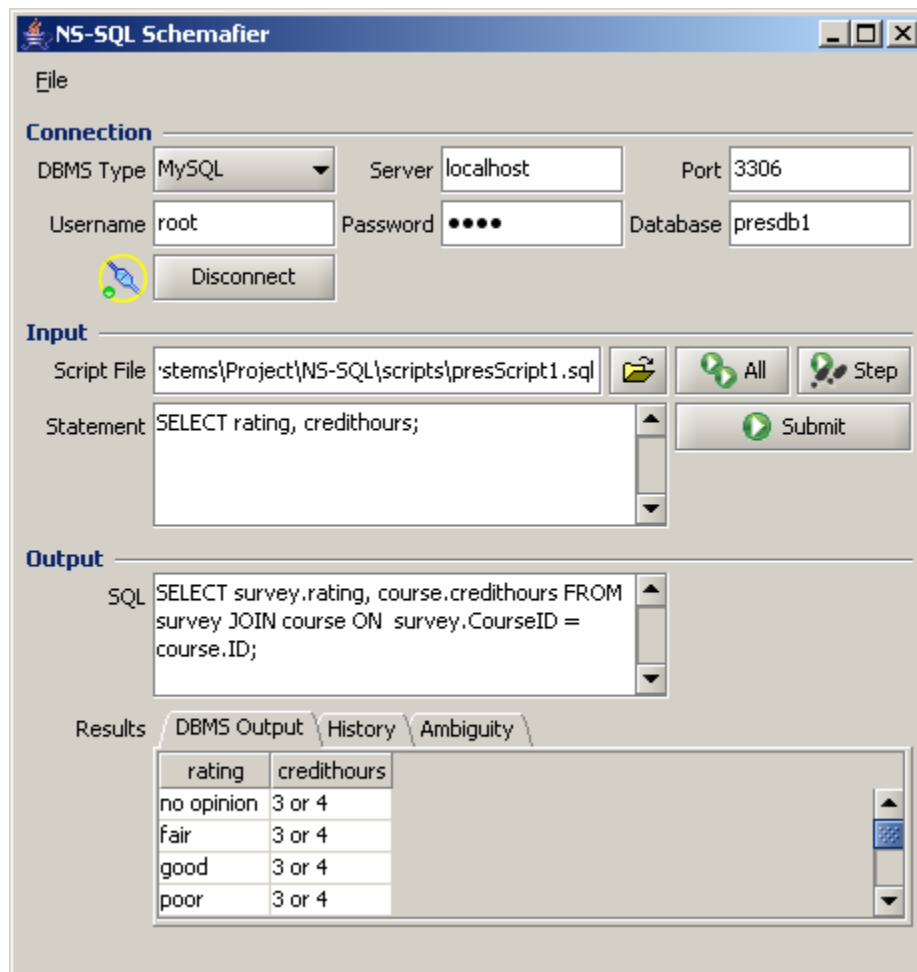 NS-SQL Schemafier
File
Connection
DBMS Type MySQL Server localhost Port 3306
Username root Password •••• Database presdb1
Disconnect
Input
Script File stems\Project\NS-SQL\scripts\presScript1.sql All Step
Statement SELECT rating, credithours; Submit
Output
SQL SELECT survey.rating, course.credithours FROM
survey JOIN course ON survey.CourseID =
course.ID;
Results DBMS Output History Ambiguity
rating credithours
no opinion 3 or 4
fair 3 or 4
good 3 or 4
poor 3 or 4